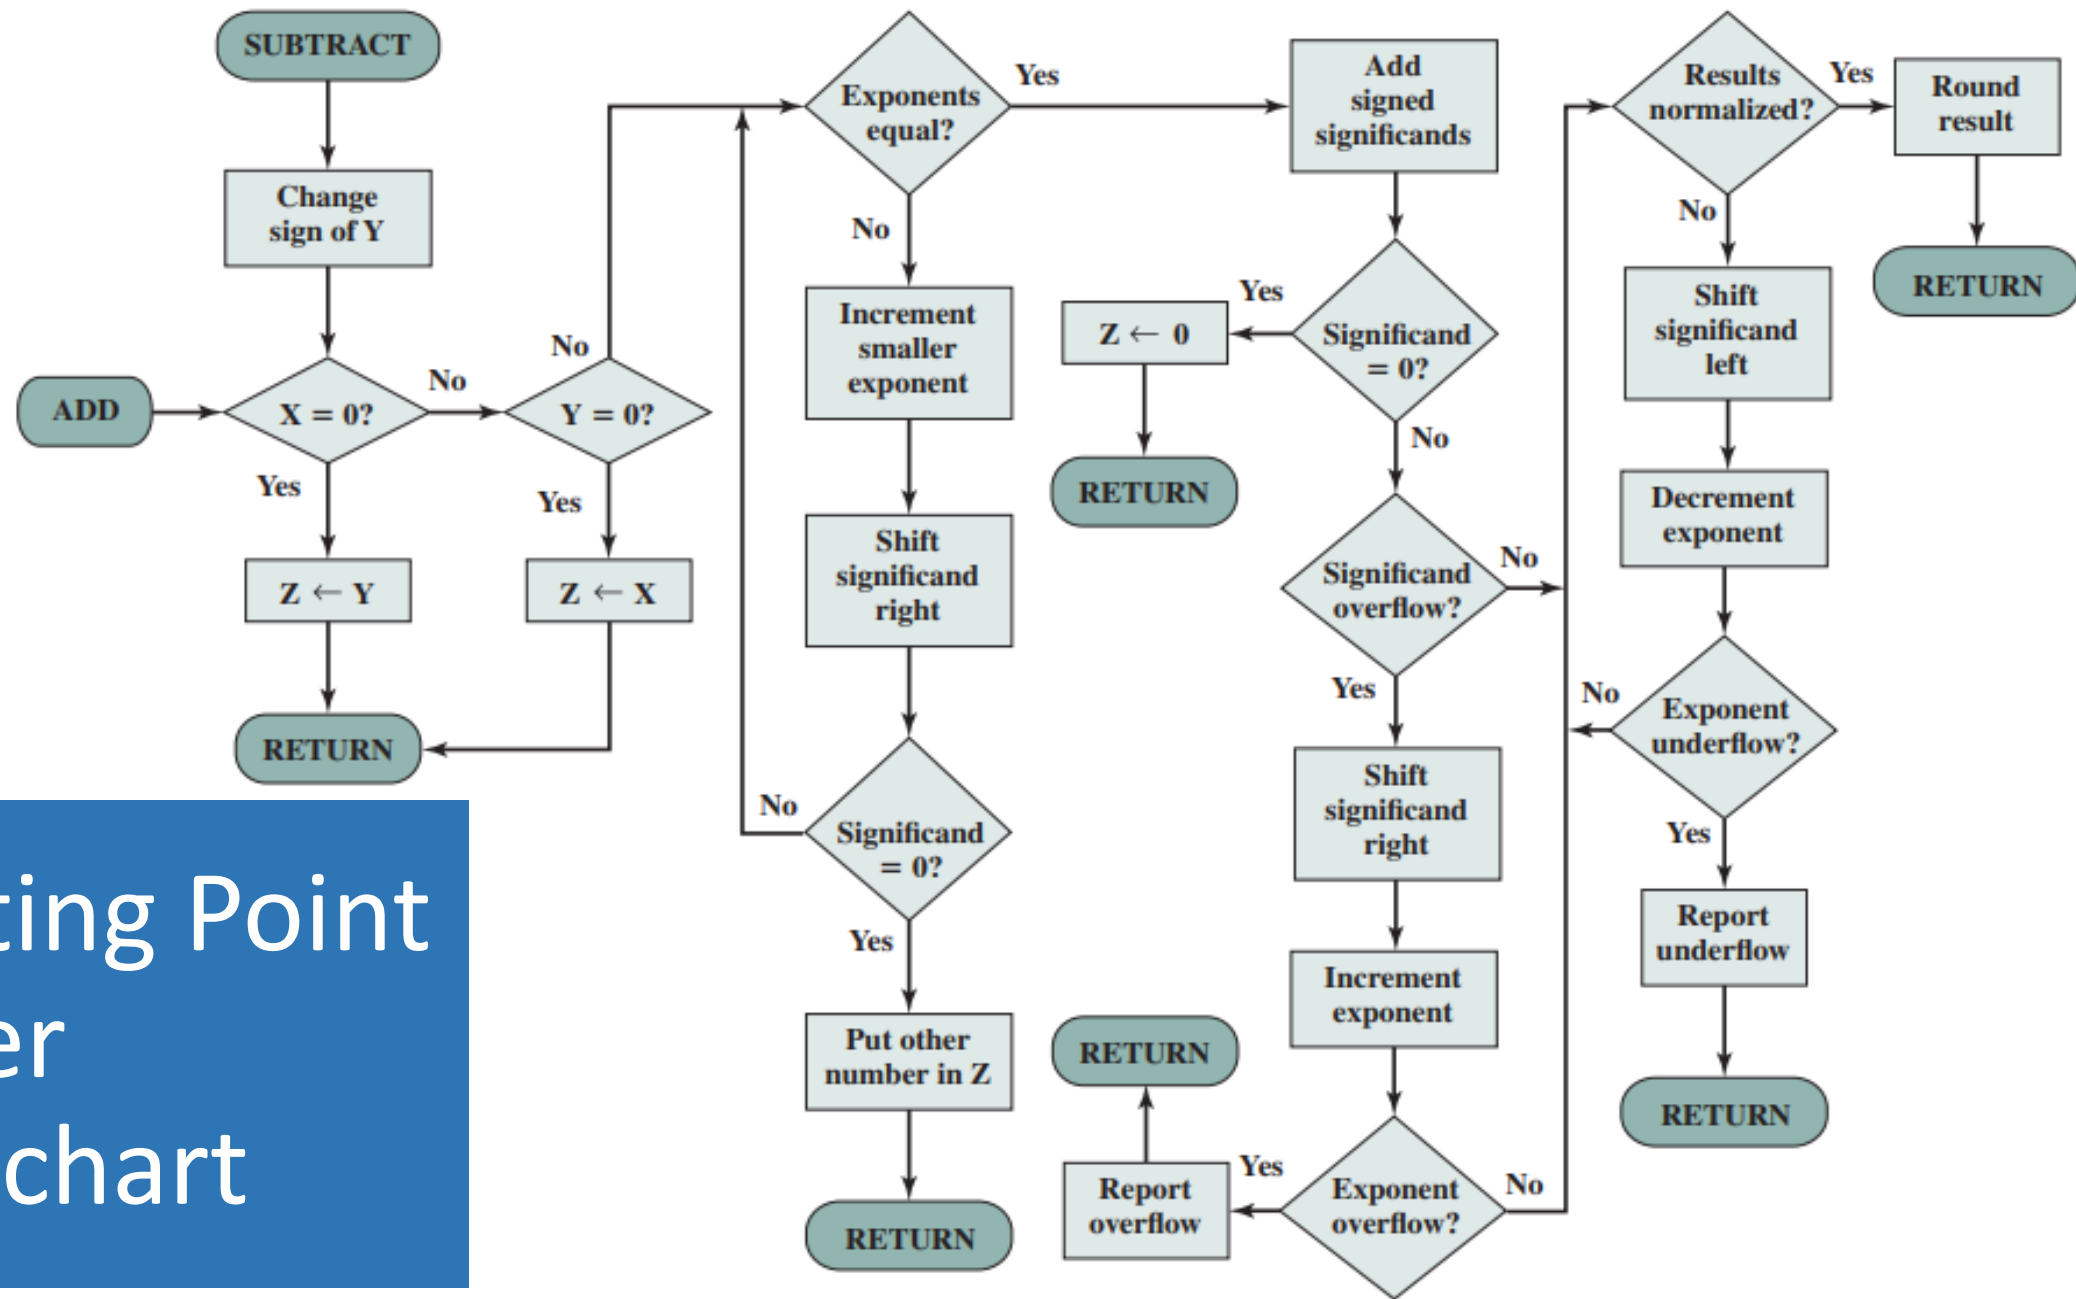 SUBTRACT
Change
sign of Y
ADD
X = 0?
No
Yes
Z ← Y
RETURN
Y = 0?
No
Yes
Z ← X
Exponents
equal?
Yes
No
Increment
smaller
exponent
Shift
significand
right
Significand
= 0?
No
Yes
Put other
number in Z
RETURN
Add
signed
significands
Significand
= 0?
Yes
Z ← 0
RETURN
No
Significand
overflow?
No
Yes
Shift
significand
right
Increment
exponent
Exponent
overflow?
Yes
Report
overflow
RETURN
No
Results
normalized?
Yes
Round
result
RETURN
No
Shift
significand
left
Decrement
exponent
Exponent
underflow?
No
Yes
Report
underflow
RETURN
ting Point
er
chart